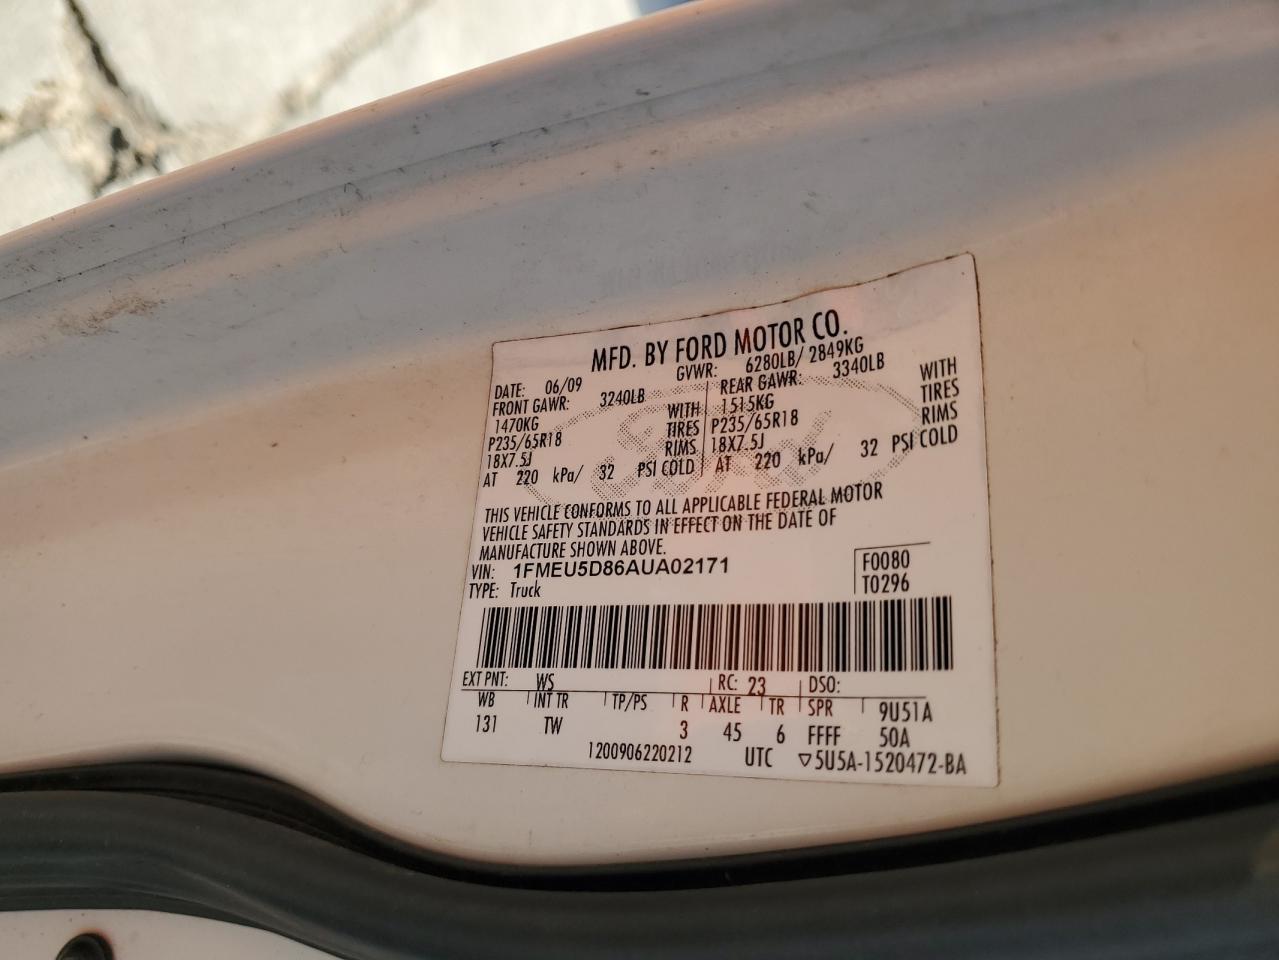 MFD. BY FORD MOTOR CO.
DATE: 06/09 GVWR: 6280LB/ 2849KG
FRONT GAWR: 3240LB REAR GAWR: 3340LB
1470KG WITH 1515KG WITH
P235/65R18 TIRES P235/65R18 TIRES
18X7.5J RIMS 18X7.5J RIMS
AT 220 kPa/ 32 PSI COLD AT 220 kPa/ 32 PSI COLD
THIS VEHICLE CONFORMS TO ALL APPLICABLE FEDERAL MOTOR
VEHICLE SAFETY STANDARDS IN EFFECT ON THE DATE OF
MANUFACTURE SHOWN ABOVE.
VIN: 1FMEU5D86AUA02171 F0080
TYPE: Truck T0296
EXT PNT: WS RC: 23 DSO:
WB INT TR TP/PS R AXLE TR SPR 9U51A
131 TW 3 45 6 FFFF 50A
1200906220212 UTC ▽5U5A-1520472-BA